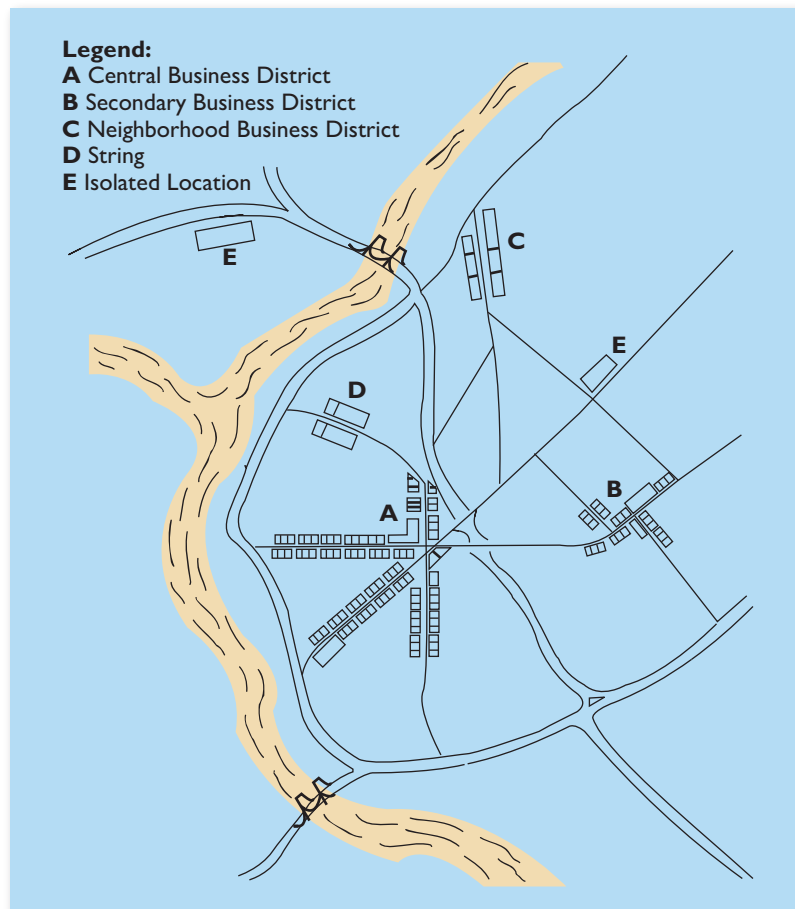 Legend:
A Central Business District
B Secondary Business District
C Neighborhood Business District
D String
E Isolated Location
C
E
E
D
B
A